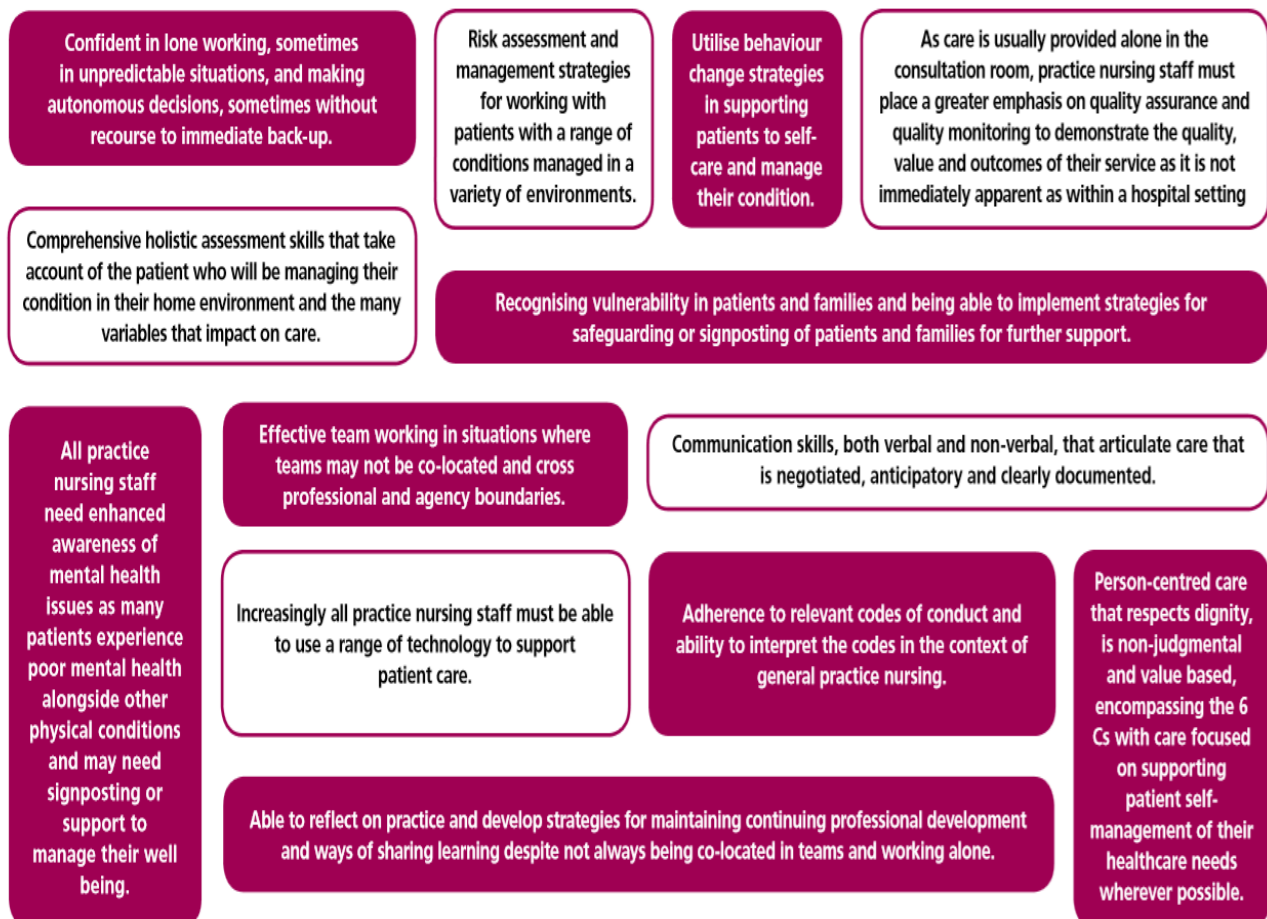 Confident in lone working, sometimes
in unpredictable situations, and making
autonomous decisions, sometimes without
recourse to immediate back-up.
Risk assessment and
management strategies
for working with
patients with a range of
conditions managed in a
variety of environments.
Utilise behaviour
change strategies
in supporting
patients to self-
care and manage
their condition.
As care is usually provided alone in the
consultation room, practice nursing staff must
place a greater emphasis on quality assurance and
quality monitoring to demonstrate the quality,
value and outcomes of their service as it is not
immediately apparent as within a hospital setting
Comprehensive holistic assessment skills that take
account of the patient who will be managing their
condition in their home environment and the many
variables that impact on care.
Recognising vulnerability in patients and families and being able to implement strategies for
safeguarding or signposting of patients and families for further support.
All practice
nursing staff
need enhanced
awareness of
mental health
issues as many
patients experience
poor mental health
alongside other
physical conditions
and may need
signposting or
support to
manage their well
being.
Effective team working in situations where
teams may not be co-located and cross
professional and agency boundaries.
Communication skills, both verbal and non-verbal, that articulate care that
is negotiated, anticipatory and clearly documented.
Increasingly all practice nursing staff must be able
to use a range of technology to support
patient care.
Adherence to relevant codes of conduct and
ability to interpret the codes in the context of
general practice nursing.
Person-centred care
that respects dignity,
is non-judgmental
and value based,
encompassing the 6
Cs with care focused
on supporting
patient self-
management of their
healthcare needs
wherever possible.
Able to reflect on practice and develop strategies for maintaining continuing professional development
and ways of sharing learning despite not always being co-located in teams and working alone.